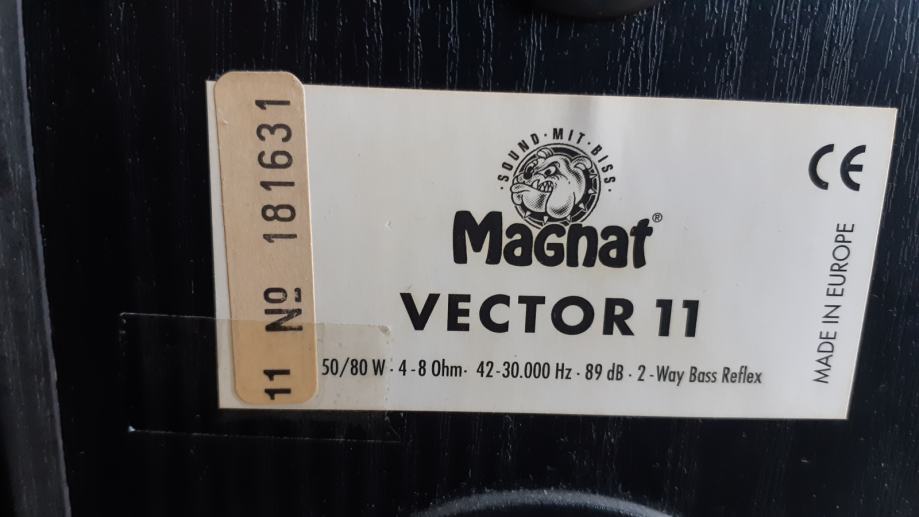 11 № 181631
·SOUND·MIT·BISS·
Magnat®
VECTOR 11
50/80 W · 4-8 Ohm · 42-30.000 Hz · 89 dB · 2-Way Bass Reflex
CE
MADE IN EUROPE